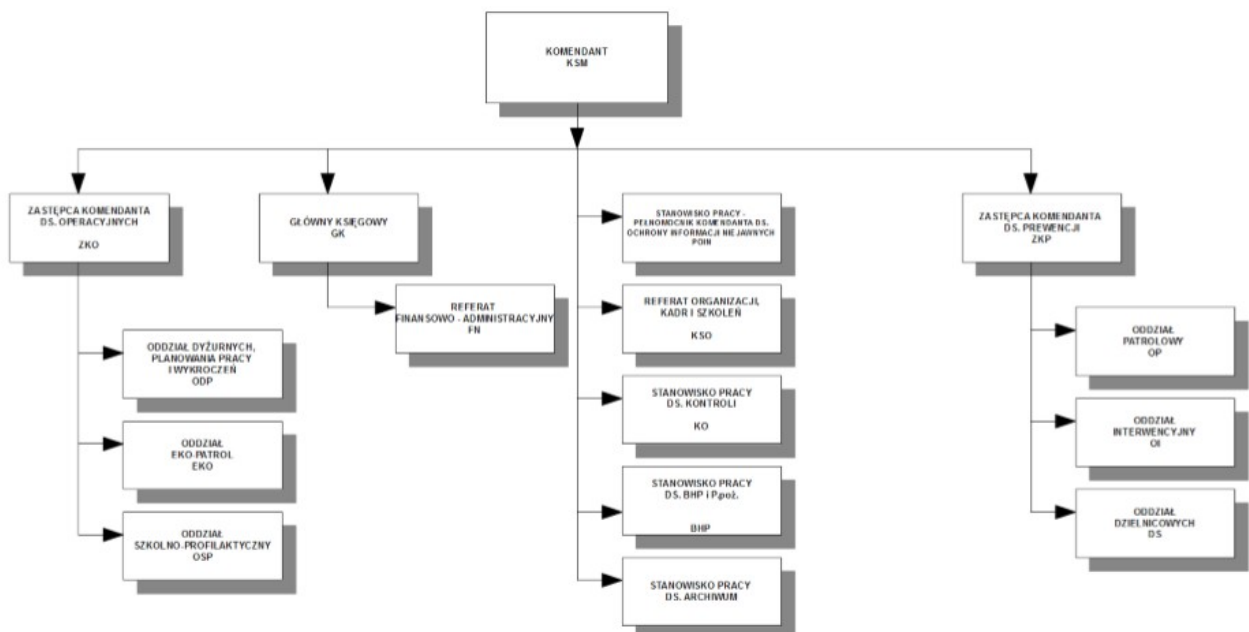 KOMENDANT
KSM
ZASTĘPCA KOMENDANTA
DS. OPERACYJNYCH
ZKO
GŁÓWNY KSIĘGOWY
GK
STANOWISKO PRACY -
PEŁNOMOCNIK KOMENDANTA DS.
OCHRONY INFORMACJI NIEJAWNYCH
POIN
ZASTĘPCA KOMENDANTA
DS. PREWENCJI
ZKP
REFERAT
FINANSOWO - ADMINISTRACYJNY
FN
REFERAT ORGANIZACJI,
KADR I SZKOLEŃ
KSO
ODDZIAŁ DYŻURNYCH,
PLANOWANIA PRACY
I WYKROCZEŃ
ODP
STANOWISKO PRACY
DS. KONTROLI
KO
ODDZIAŁ
PATROLOWY
OP
ODDZIAŁ
EKO-PATROL
EKO
STANOWISKO PRACY
DS. BHP i P.poż.
BHP
ODDZIAŁ
INTERWENCYJNY
OI
ODDZIAŁ
SZKOLNO-PROFILAKTYCZNY
OSP
STANOWISKO PRACY
DS. ARCHIWUM
ODDZIAŁ
DZIELNICOWYCH
DS